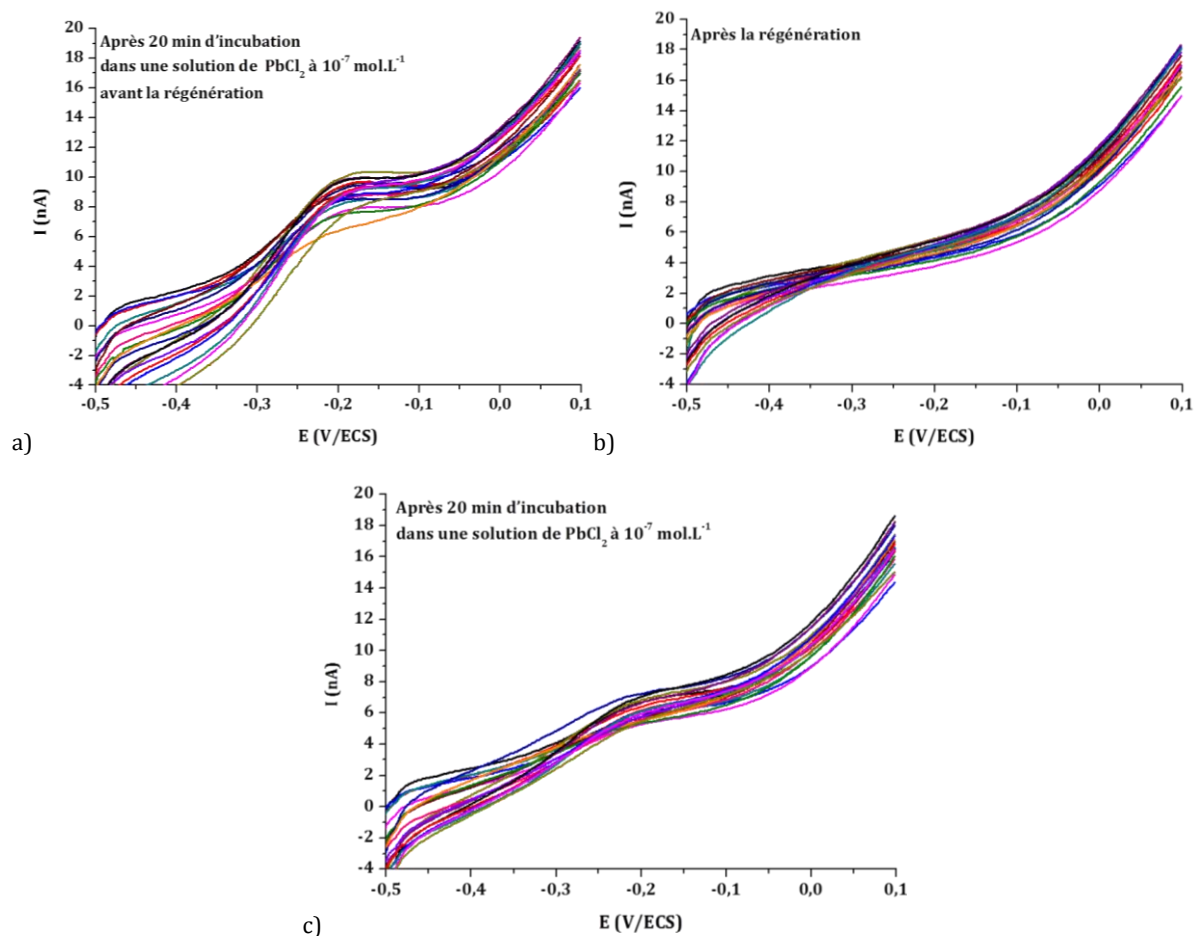 Après 20 min d'incubation
dans une solution de PbCl₂ à 10⁻⁷ mol.L⁻¹
avant la régénération
I (nA)
20
18
16
14
12
10
8
6
4
2
0
-2
-4
-0,5 -0,4 -0,3 -0,2 -0,1 0,0 0,1
E (V/ECS)
a)
Après la régénération
I (nA)
20
18
16
14
12
10
8
6
4
2
0
-2
-4
-0,5 -0,4 -0,3 -0,2 -0,1 0,0 0,1
E (V/ECS)
b)
Après 20 min d'incubation
dans une solution de PbCl₂ à 10⁻⁷ mol.L⁻¹
I (nA)
20
18
16
14
12
10
8
6
4
2
0
-2
-4
-0,5 -0,4 -0,3 -0,2 -0,1 0,0 0,1
E (V/ECS)
c)